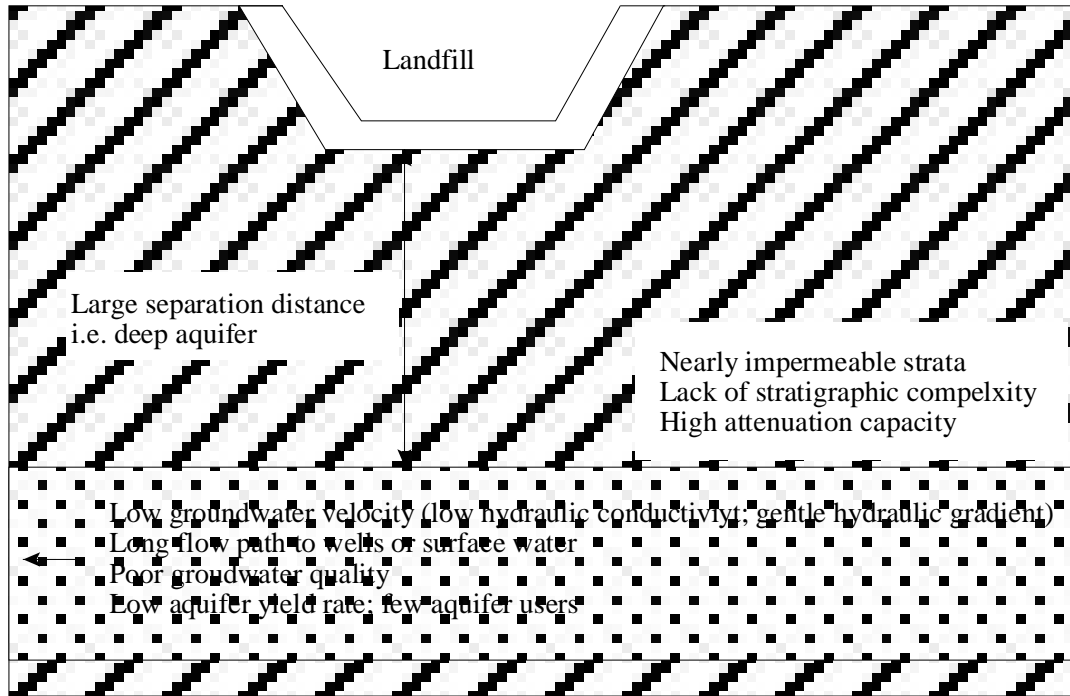 Landfill
Large separation distance
i.e. deep aquifer
Nearly impermeable strata
Lack of stratigraphic compelxity
High attenuation capacity
Low groundwater velocity (low hydraulic conductivlyt; gentle hydraulic gradient)
Long flow path to wells or surface water
Poor groudwater quality
Low aquifer yield rate; few aquifer users